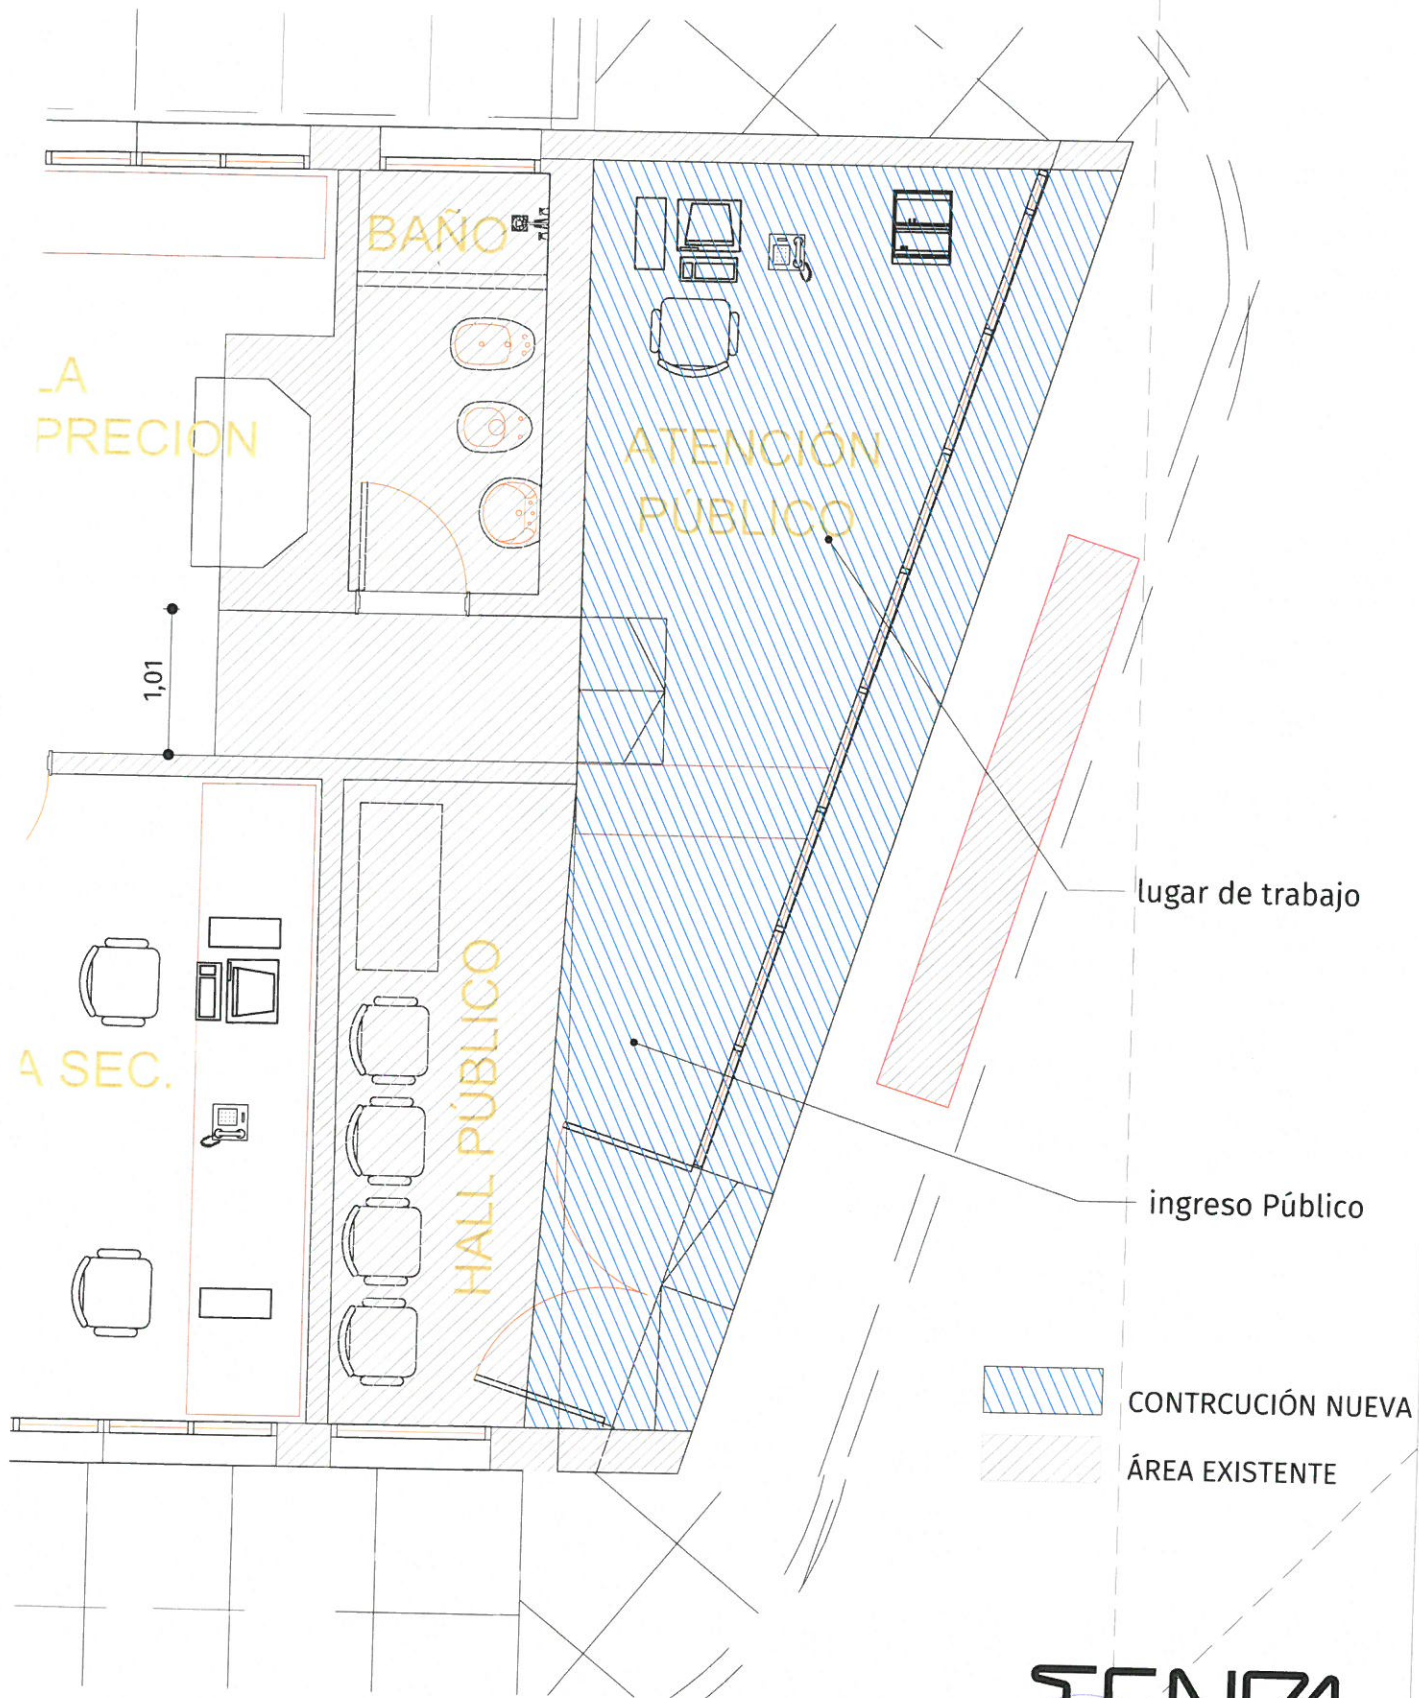 BAÑO
LA
PRECION
ATENCIÓN
PÚBLICO
1,01
lugar de trabajo
HALL PÚBLICO
A SEC.
ingreso Público
CONTRCUCIÓN NUEVA
ÁREA EXISTENTE